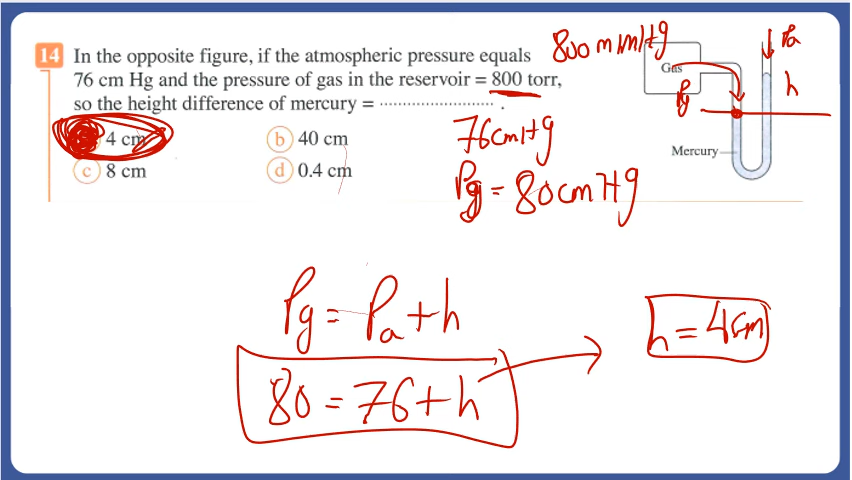 14 In the opposite figure, if the atmospheric pressure equals
76 cm Hg and the pressure of gas in the reservoir = 800 torr,
so the height difference of mercury = ........................ .
4 cm
b 40 cm
c 8 cm
d 0.4 cm
800 mmHg
Pa
Gas
h
Pg
Mercury
76cmHg
Pg = 80cmHg
Pg = Pa + h
80 = 76 + h
h = 4cm